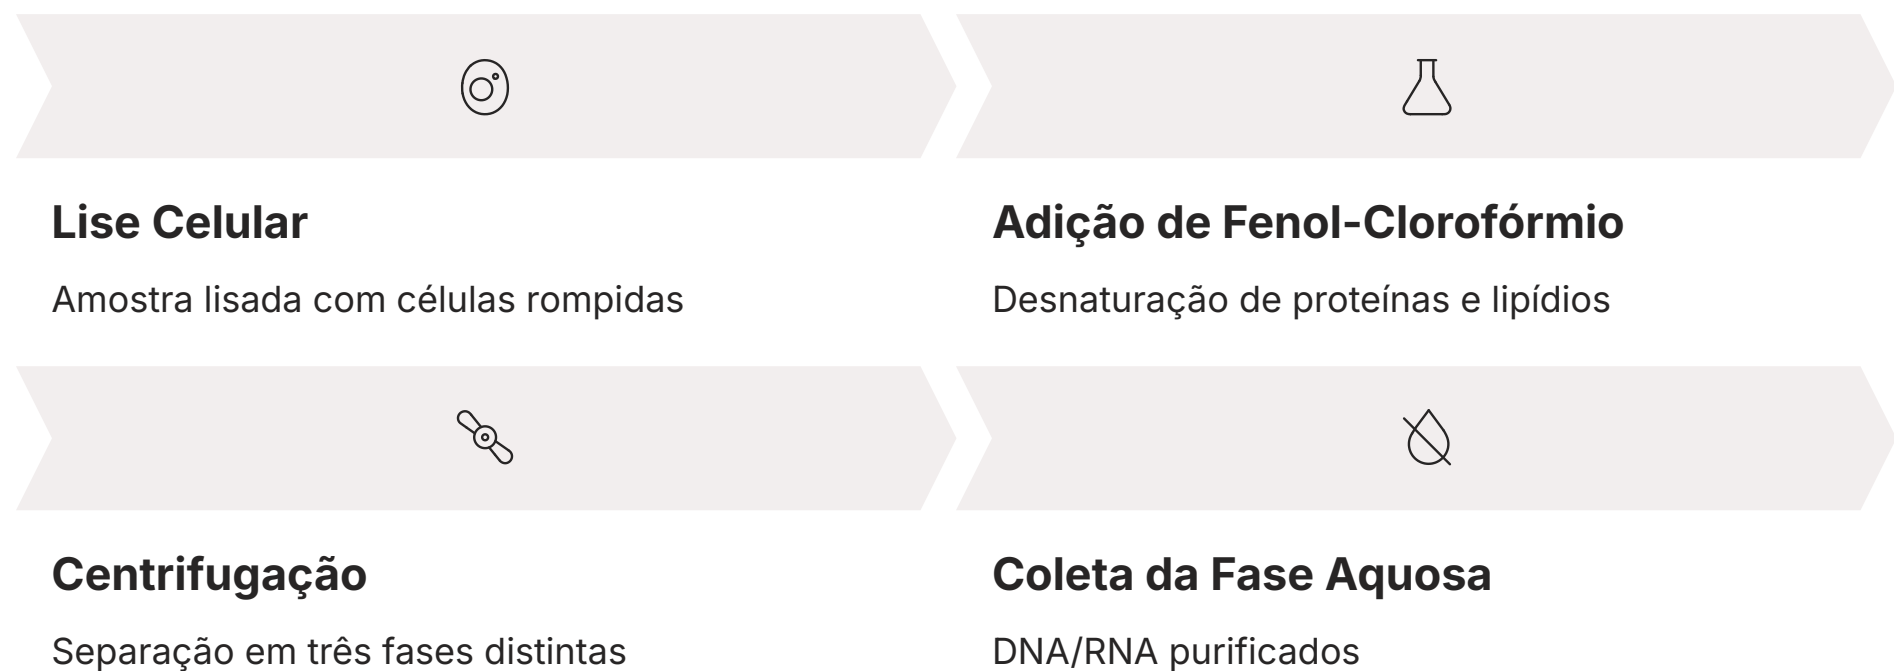 Lise Celular
Amostra lisada com células rompidas
Adição de Fenol-Clorofórmio
Desnaturação de proteínas e lipídios
Centrifugação
Separação em três fases distintas
Coleta da Fase Aquosa
DNA/RNA purificados